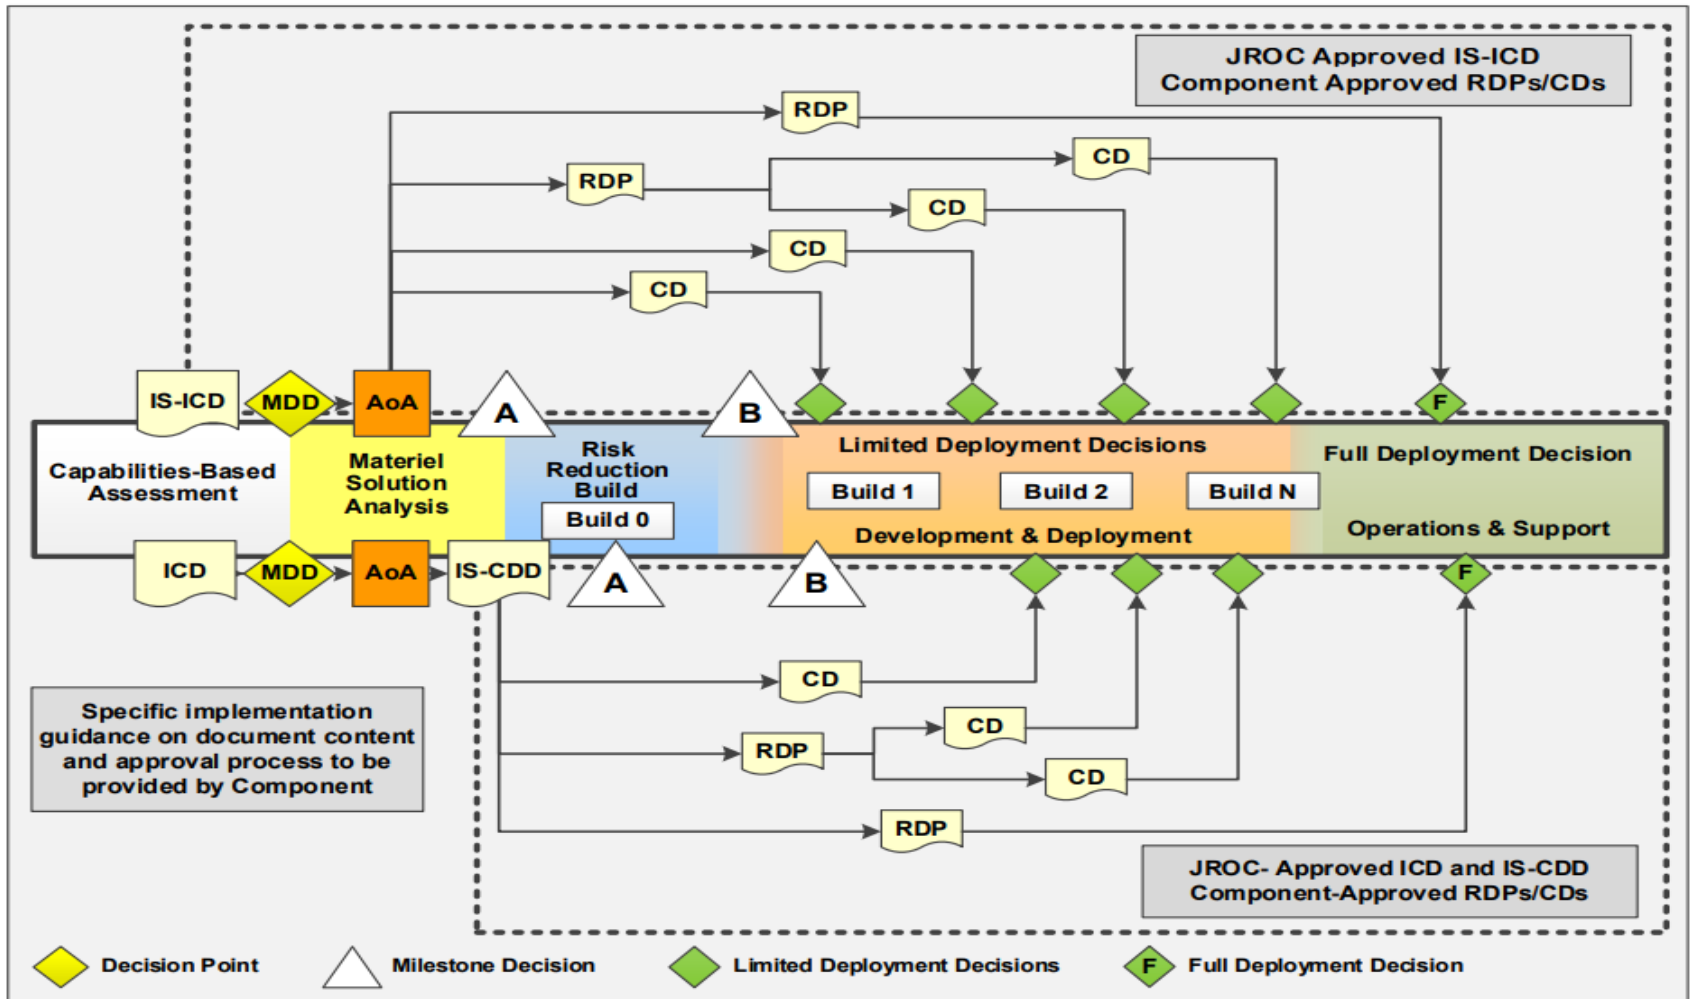 JROC Approved IS-ICD
Component Approved RDPs/CDs
RDP
CD
RDP
CD
CD
CD
IS-ICD
MDD
AoA
A
B
F
Capabilities-Based
Assessment
Materiel
Solution
Analysis
Risk
Reduction
Build
Build 0
Limited Deployment Decisions
Build 1
Build 2
Build N
Development & Deployment
Full Deployment Decision
Operations & Support
ICD
MDD
AoA
IS-CDD
A
B
F
CD
CD
RDP
CD
RDP
Specific implementation
guidance on document content
and approval process to be
provided by Component
JROC- Approved ICD and IS-CDD
Component-Approved RDPs/CDs
Decision Point
Milestone Decision
Limited Deployment Decisions
F
Full Deployment Decision